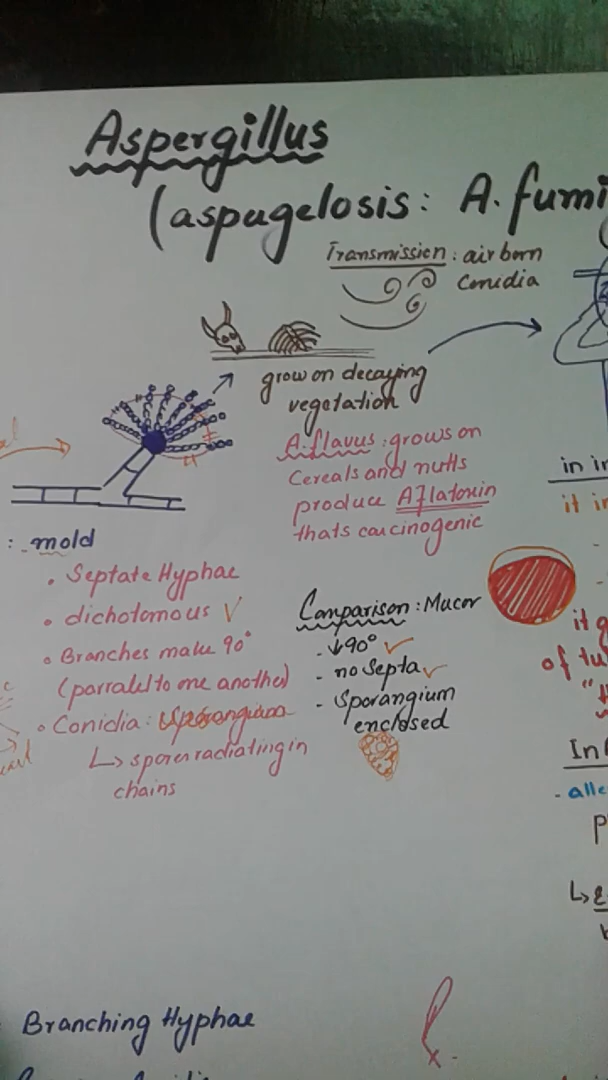 Aspergillus
(aspugelosis: A. fumi
Transmission: air born
Conidia
grow on decaying
vegetation
A. flavus: grows on
Cereals and nutts
produce Aflatoxin
thats carcinogenic
: mold
• Septate Hyphae
• dichotomous V
• Branches make 90°
(parralel to one another)
• Conidia:
↳ spores radiating in
chains
Comparison: Mucor
- ↓90° ✓
- no Septa ✓
- Sporangium
enclosed
in i
it i
it g
of tu
In
- alle
p
Branching Hyphae